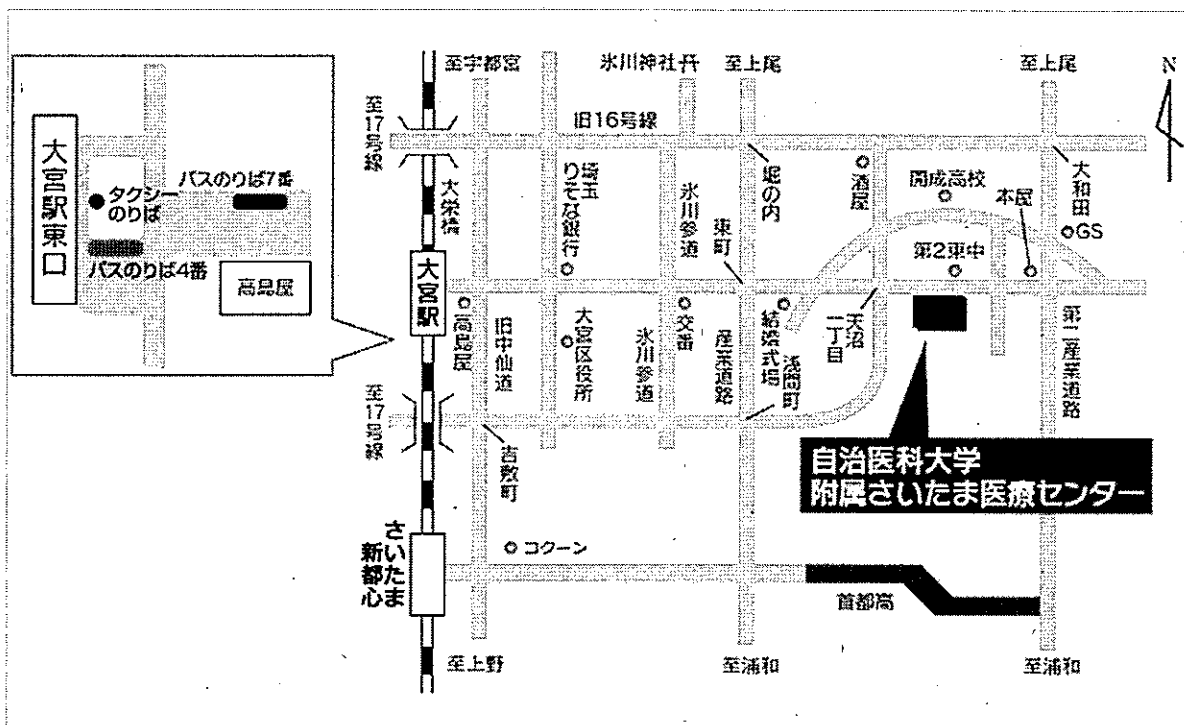 大宮駅東口
タクシー
のりば
バスのりば7番
バスのりば4番
高島屋
至宇都宮
氷川神社
至上尾
至上尾
N
至17号線
旧16号線
大栄橋
埼玉
りそな銀行
氷川参道
東町
堀の内
酒屋
開成高校
本屋
大和田
GS
第2東中
大宮駅
高島屋
旧中仙道
大宮区役所
氷川参道
交番
産業道路
結婚式場
浅間町
天沼
一丁目
第二産業道路
至17号線
吉敷町
自治医科大学
附属さいたま医療センター
さいたま
新都心
コクーン
首都高
至上野
至浦和
至浦和